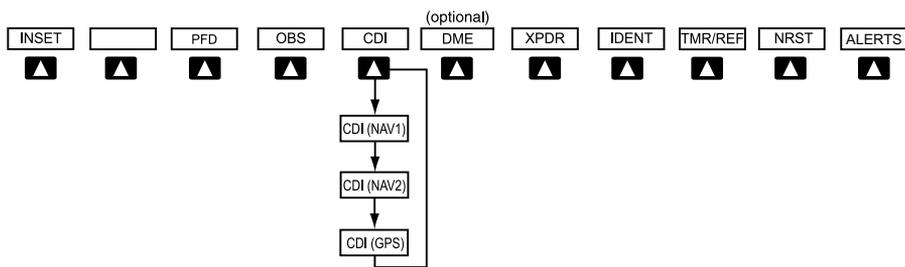 (optional)
INSET PFD OBS CDI DME XPDR IDENT TMR/REF NRST ALERTS
CDI (NAV1)
CDI (NAV2)
CDI (GPS)